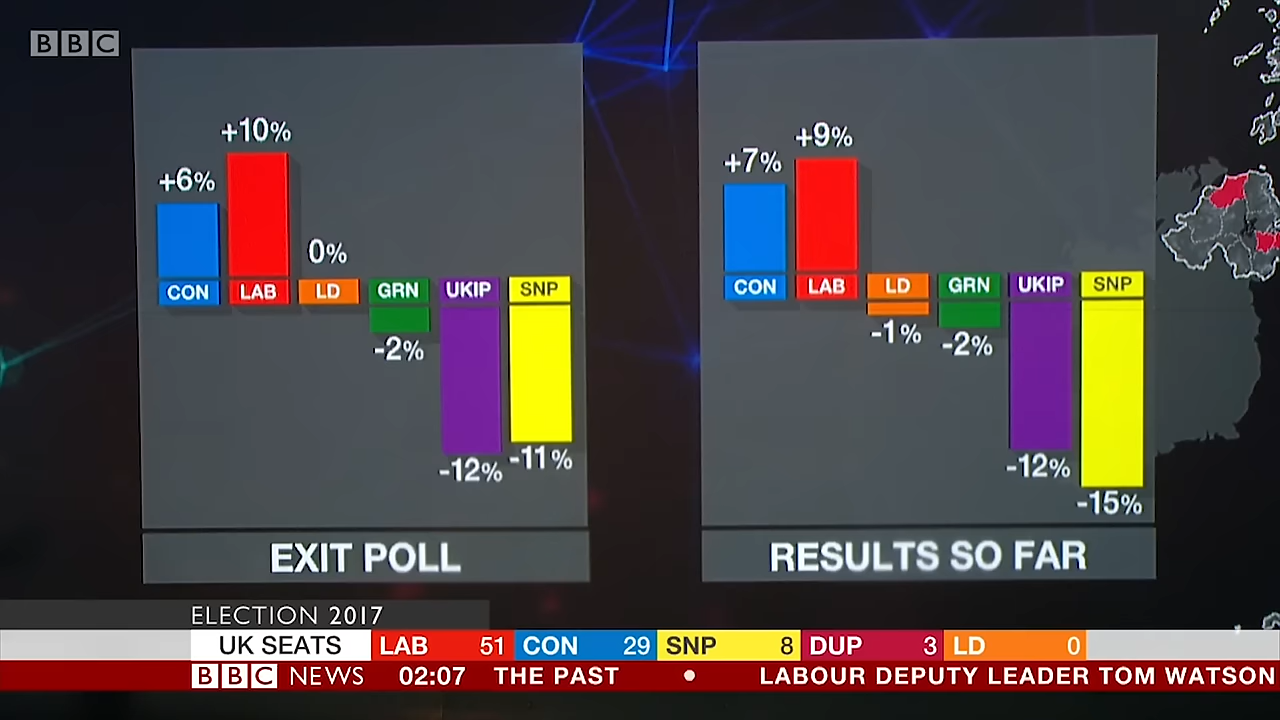 BBC
+6%
+10%
0%
CON
LAB
LD
GRN
UKIP
SNP
-2%
-12%
-11%
EXIT POLL
+7%
+9%
CON
LAB
LD
GRN
UKIP
SNP
-1%
-2%
-12%
-15%
RESULTS SO FAR
ELECTION 2017
UK SEATS LAB 51 CON 29 SNP 8 DUP 3 LD 0
BBC NEWS 02:07 THE PAST • LABOUR DEPUTY LEADER TOM WATSON